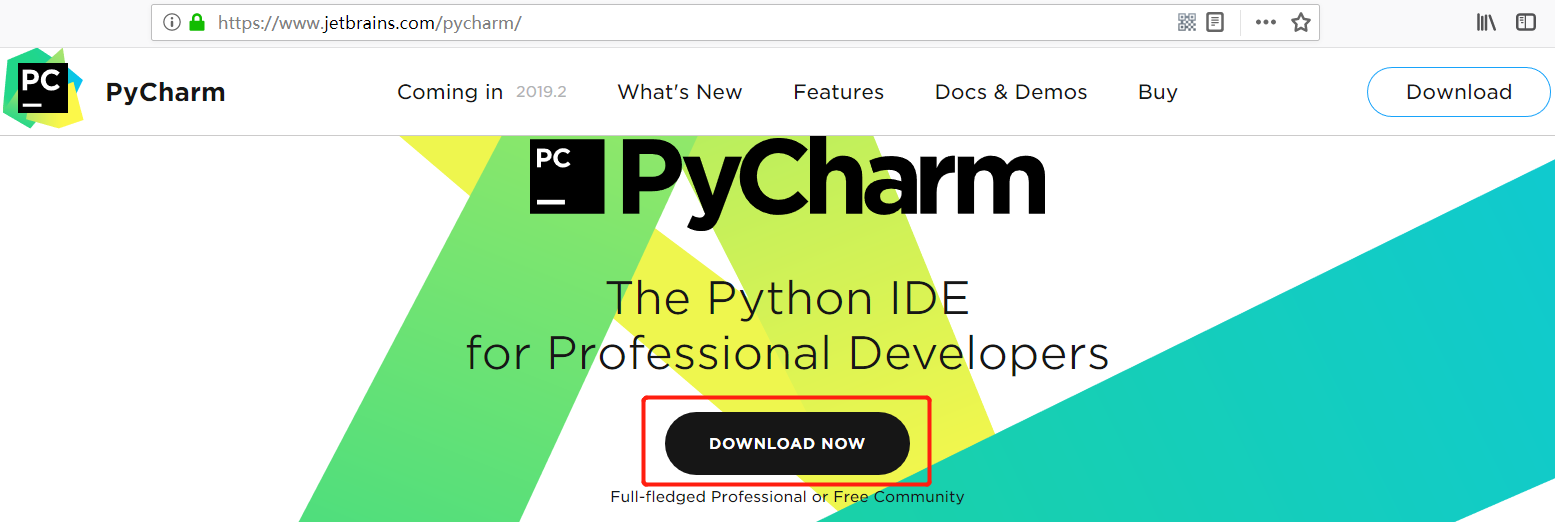 https://www.jetbrains.com/pycharm/
PC
PyCharm
Coming in 2019.2
What's New
Features
Docs & Demos
Buy
Download
PC
PyCharm
The Python IDE
for Professional Developers
DOWNLOAD NOW
Full-fledged Professional or Free Community